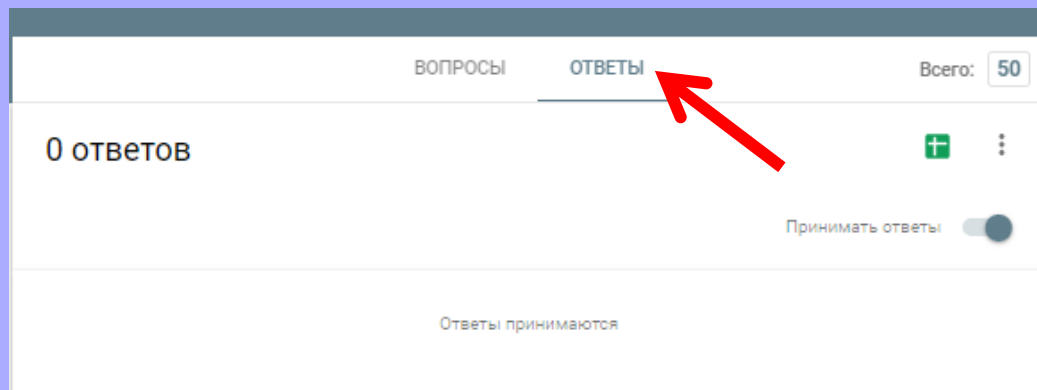 ВОПРОСЫ ОТВЕТЫ Всего: 50
0 ответов
Принимать ответы
Ответы принимаются